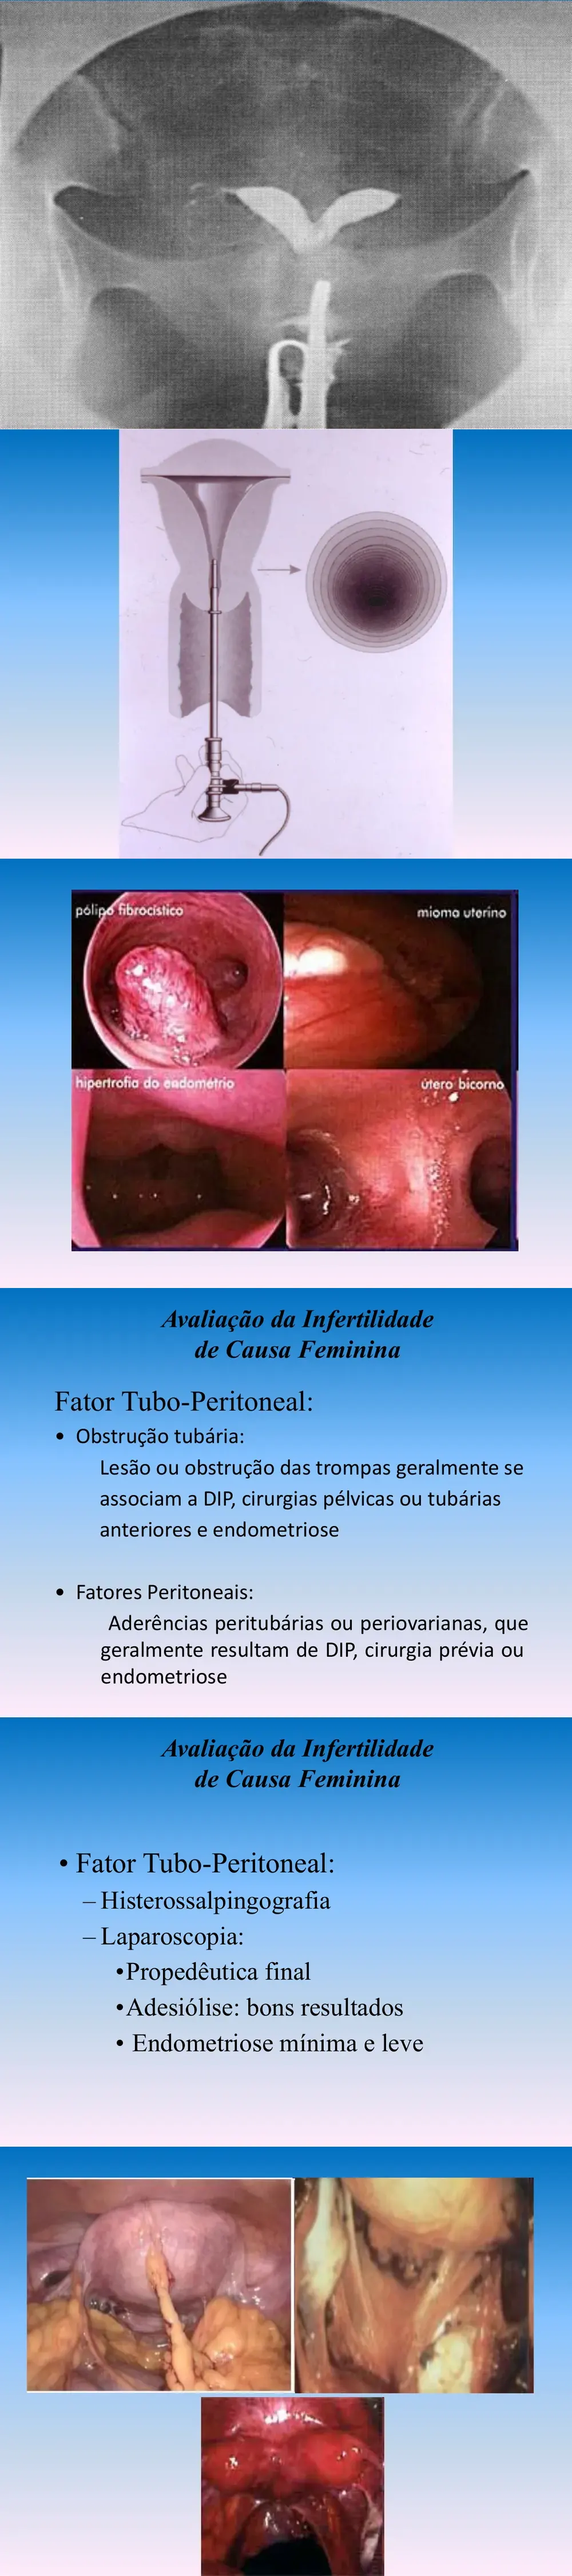 pólipo fibrocístico
mioma uterino
hipertrofia do endométrio
útero bicorno
Avaliação da Infertilidade
de Causa Feminina
Fator Tubo-Peritoneal:
• Obstrução tubária:
Lesão ou obstrução das trompas geralmente se
associam a DIP, cirurgias pélvicas ou tubárias
anteriores e endometriose
• Fatores Peritoneais:
Aderências peritubárias ou periovarianas, que
geralmente resultam de DIP, cirurgia prévia ou
endometriose
Avaliação da Infertilidade
de Causa Feminina
• Fator Tubo-Peritoneal:
– Histerossalpingografia
– Laparoscopia:
•Propedêutica final
•Adesiólise: bons resultados
• Endometriose mínima e leve